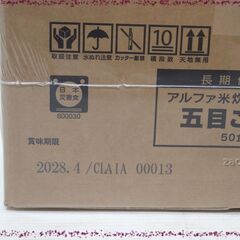 10
取扱注意 水ぬれ注意 カッター厳禁 積段数 天地無用
長期
日本
災害食
S00030
アルファ米炊
五目ご
50
賞味期限
2028.4/CLA1A 00013